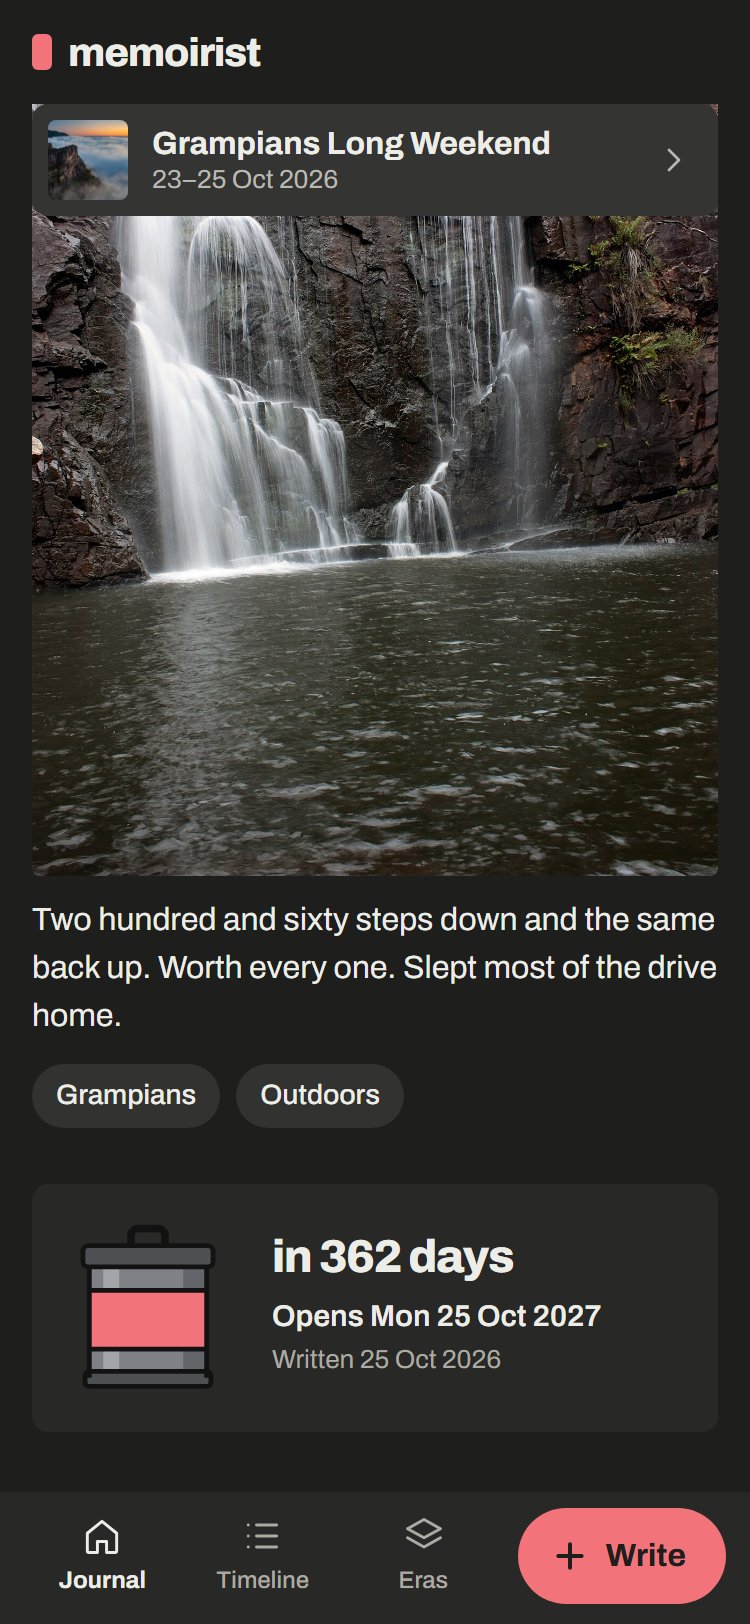 memoirist
Grampians Long Weekend
23–25 Oct 2026
Two hundred and sixty steps down and the same
back up. Worth every one. Slept most of the drive
home.
Grampians
Outdoors
in 362 days
Opens Mon 25 Oct 2027
Written 25 Oct 2026
Journal
Timeline
Eras
Write